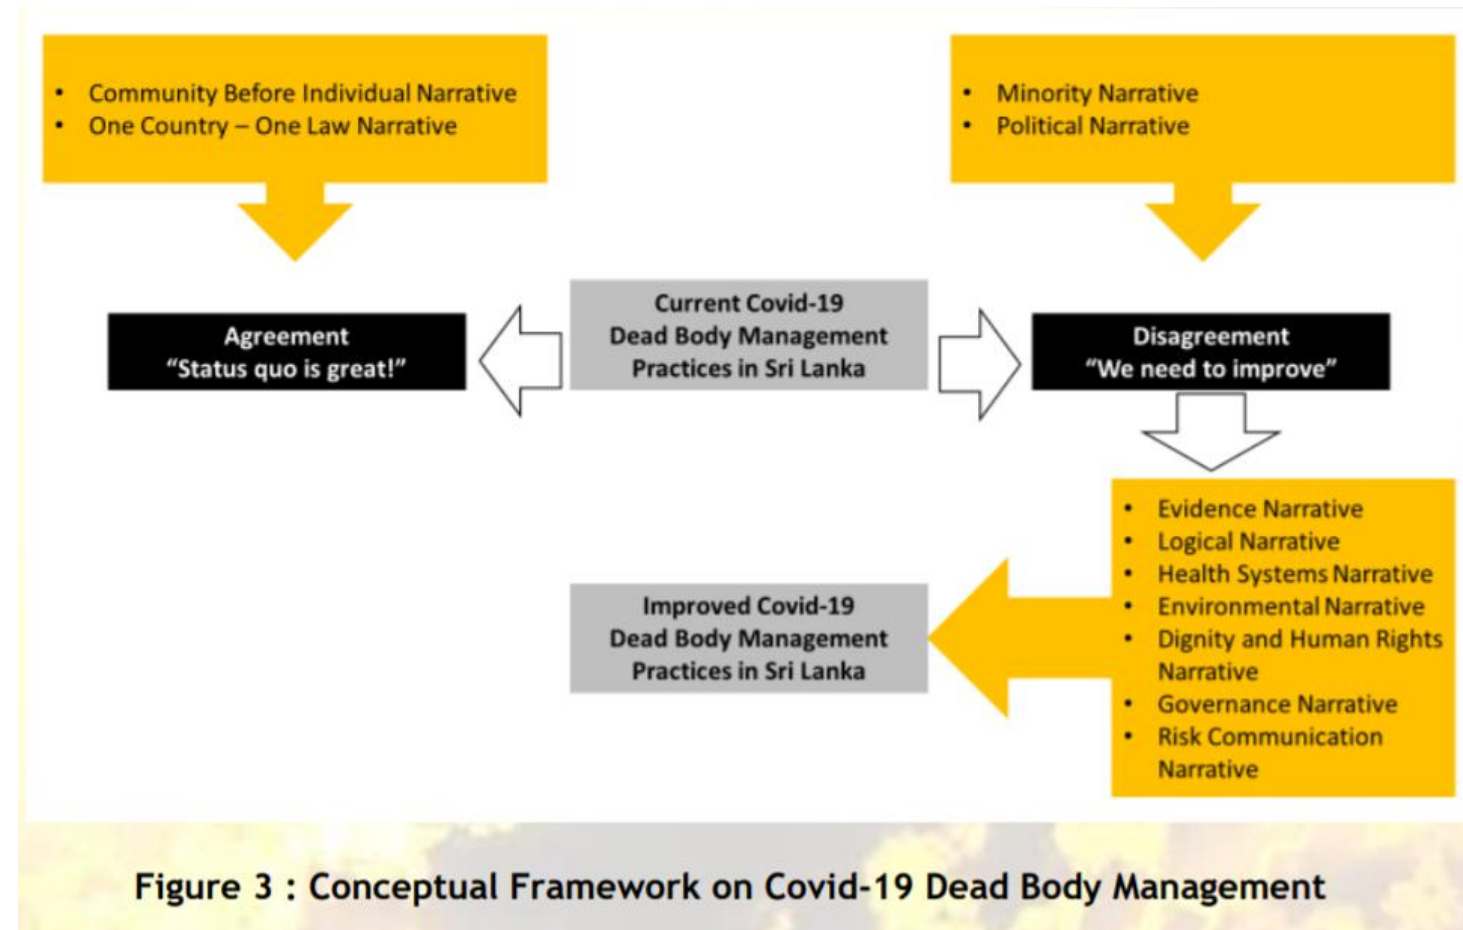 • Community Before Individual Narrative
• One Country – One Law Narrative
• Minority Narrative
• Political Narrative
Agreement
“Status quo is great!”
Current Covid-19
Dead Body Management
Practices in Sri Lanka
Disagreement
“We need to improve”
• Evidence Narrative
• Logical Narrative
• Health Systems Narrative
• Environmental Narrative
• Dignity and Human Rights
Narrative
• Governance Narrative
• Risk Communication
Narrative
Improved Covid-19
Dead Body Management
Practices in Sri Lanka
Figure 3 : Conceptual Framework on Covid-19 Dead Body Management